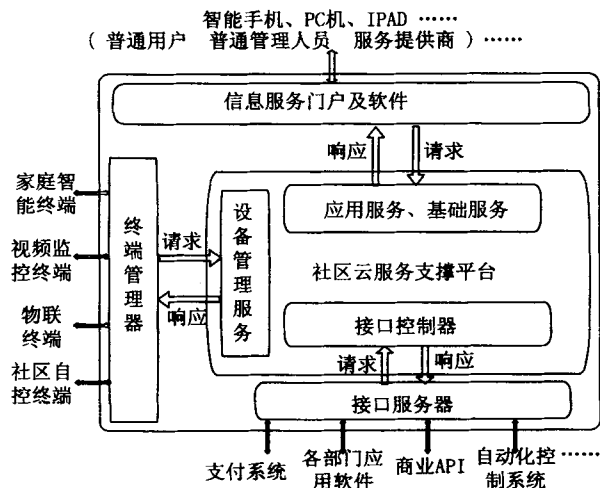 智能手机、PC机、IPAD ……
( 普通用户 普通管理人员 服务提供商 ) ……
信息服务门户及软件
响应
请求
家庭智
能终端
视频监
控终端
物联
终端
社区自
控终端
终端管理器
请求
响应
设备管理服务
应用服务、基础服务
社区云服务支撑平台
接口控制器
请求
响应
接口服务器
支付系统
各部门应
用软件
商业API
自动化控
制系统
……